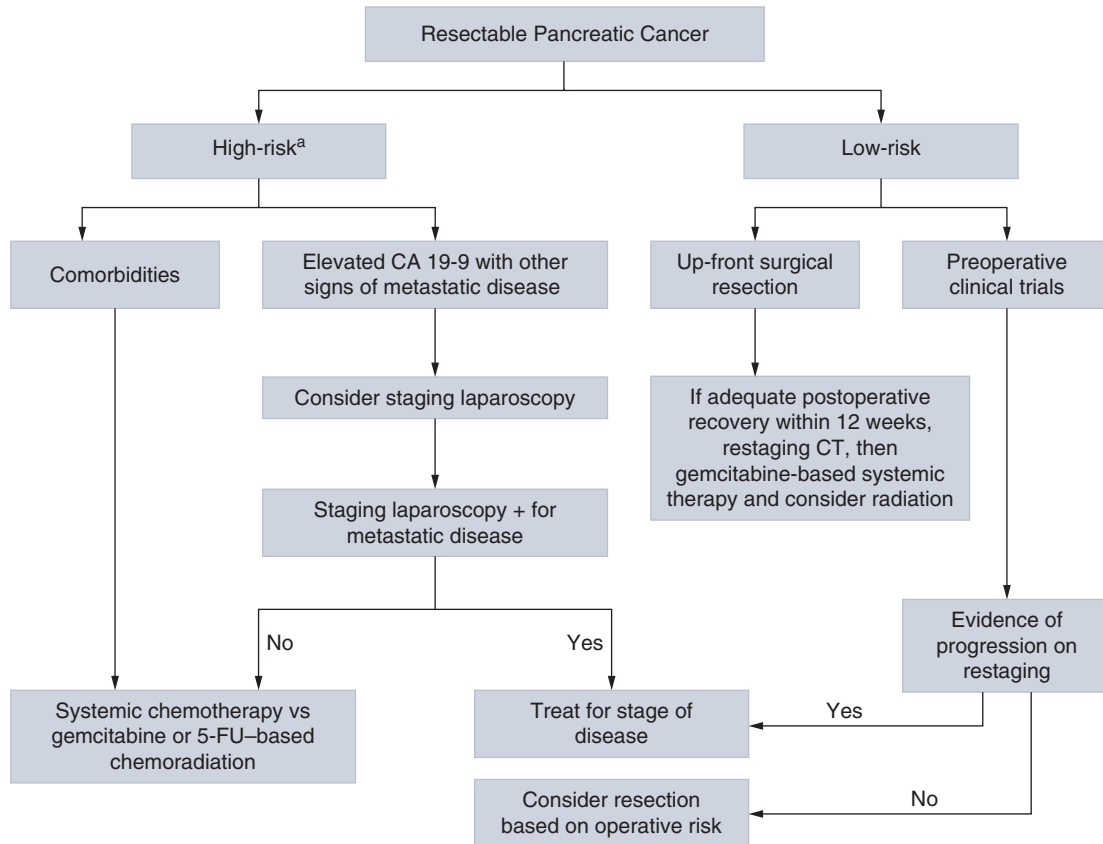 Resectable Pancreatic Cancer
High-riskª
Low-risk
Comorbidities
Elevated CA 19-9 with other
signs of metastatic disease
Up-front surgical
resection
Preoperative
clinical trials
Consider staging laparoscopy
If adequate postoperative
recovery within 12 weeks,
restaging CT, then
gemcitabine-based systemic
therapy and consider radiation
Staging laparoscopy + for
metastatic disease
No
Yes
Evidence of
progression on
restaging
Systemic chemotherapy vs
gemcitabine or 5-FU–based
chemoradiation
Treat for stage of
disease
Yes
Consider resection
based on operative risk
No